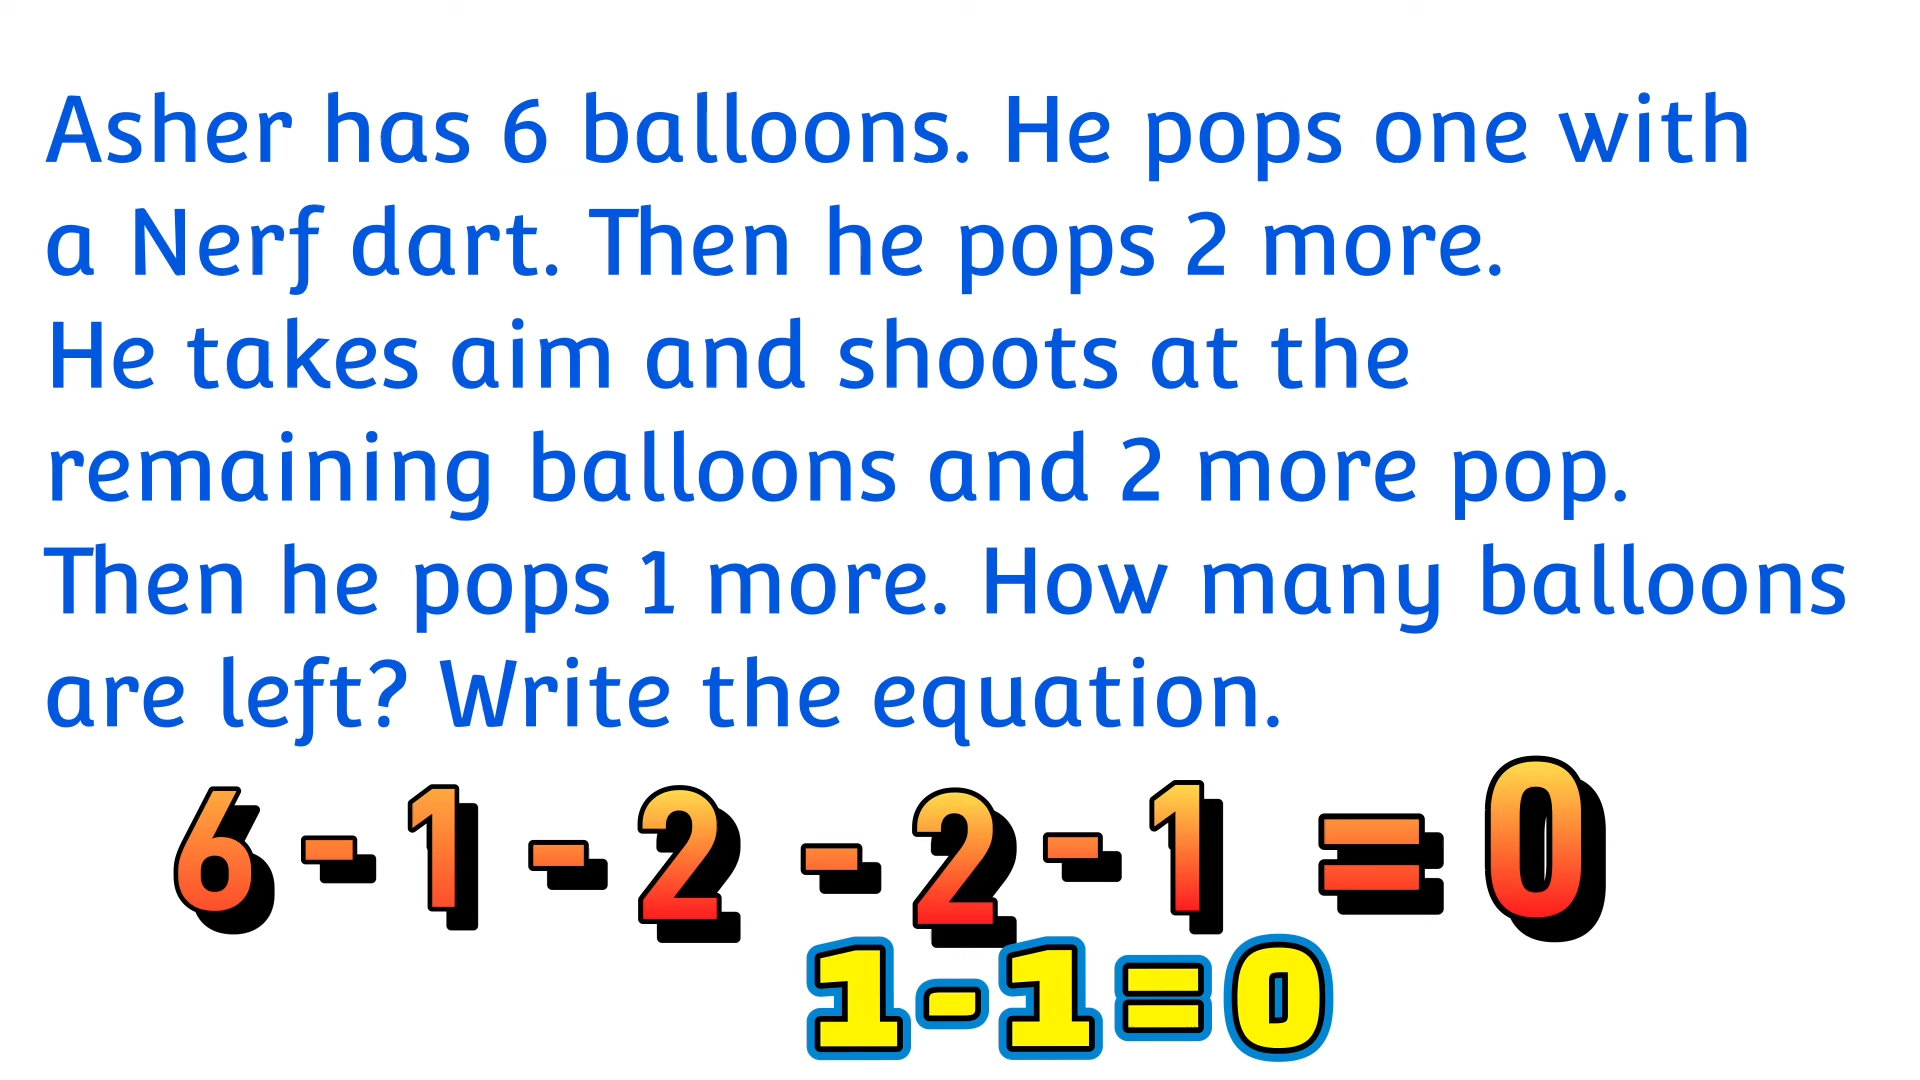 Asher has 6 balloons. He pops one with
a Nerf dart. Then he pops 2 more.
He takes aim and shoots at the
remaining balloons and 2 more pop.
Then he pops 1 more. How many balloons
are left? Write the equation.
6 - 1 - 2 - 2 - 1 = 0
1-1=0